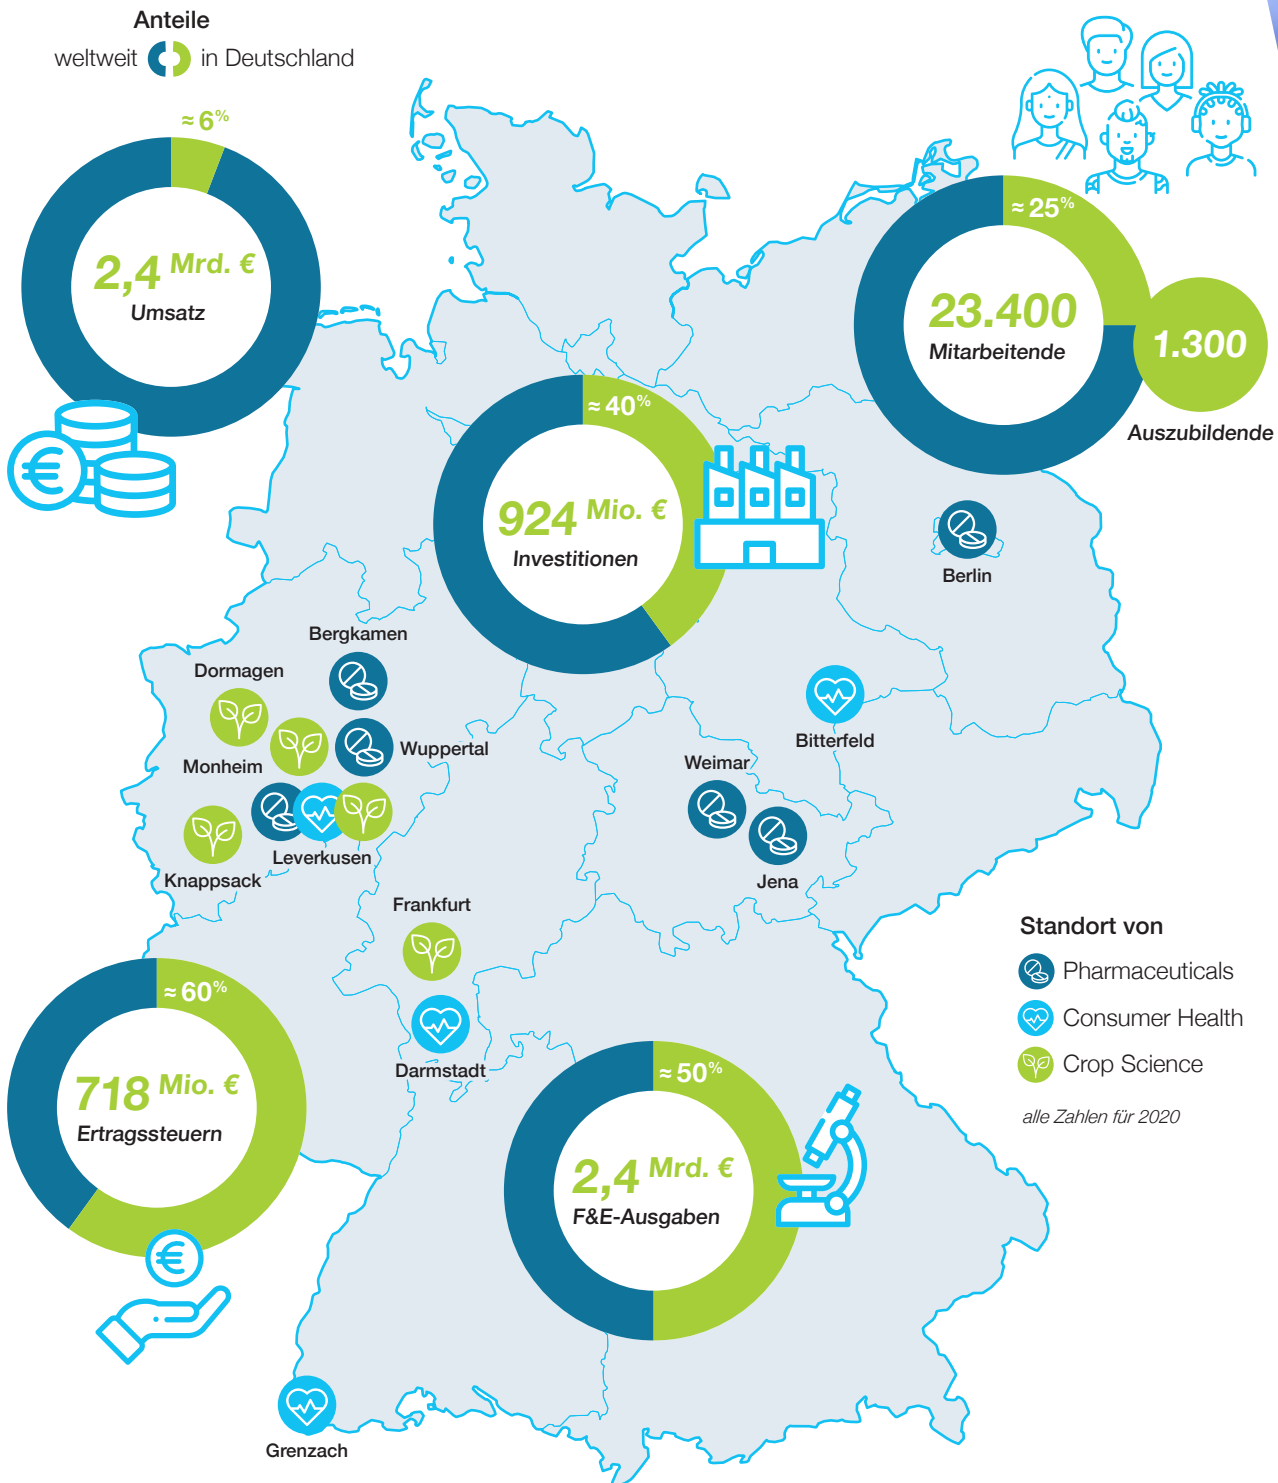 Anteile
weltweit in Deutschland
≈ 6%
2,4 Mrd. €
Umsatz
≈ 25%
23.400
Mitarbeitende
1.300
Auszubildende
≈ 40%
924 Mio. €
Investitionen
Berlin
Bergkamen
Dormagen
Wuppertal
Monheim
Bitterfeld
Weimar
Leverkusen
Knappsack
Jena
Frankfurt
Darmstadt
Standort von
Pharmaceuticals
Consumer Health
Crop Science
alle Zahlen für 2020
≈ 60%
718 Mio. €
Ertragssteuern
≈ 50%
2,4 Mrd. €
F&E-Ausgaben
Grenzach